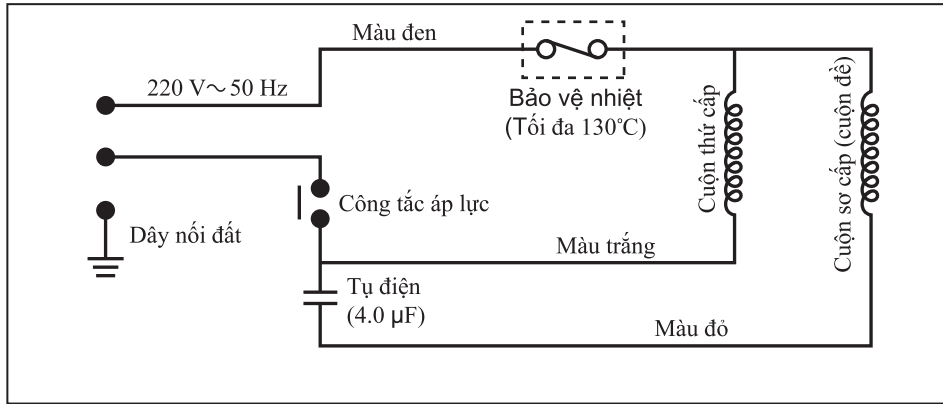 Màu đen
220 V～50 Hz
Bảo vệ nhiệt
(Tối đa 130°C)
Cuộn thứ cấp
Cuộn sơ cấp (cuộn đề)
Công tắc áp lực
Dây nối đất
Màu trắng
Tụ điện
(4.0 µF)
Màu đỏ